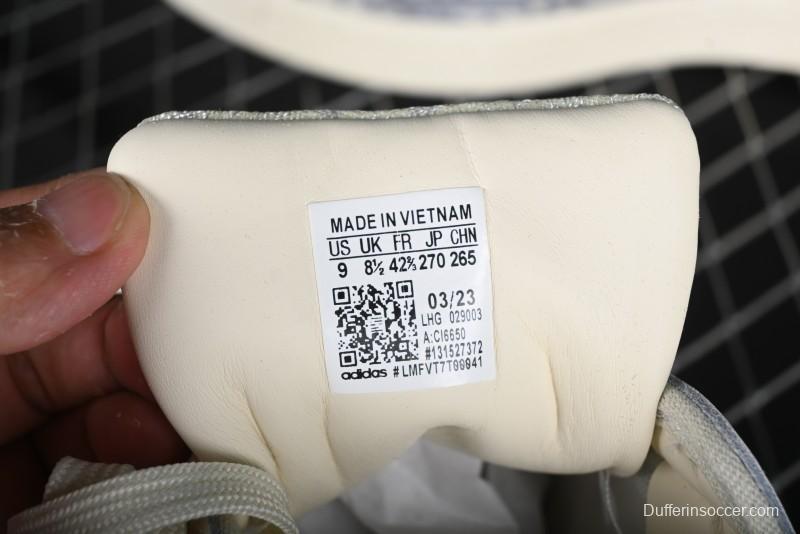 MADE IN VIETNAM
US UK FR JP CHN
9 8½ 42⅔ 270 265
03/23
LHG 029003
A:CI6650
#131527372
adidas #LMFVT7T00041
Dufferinsoccer.com